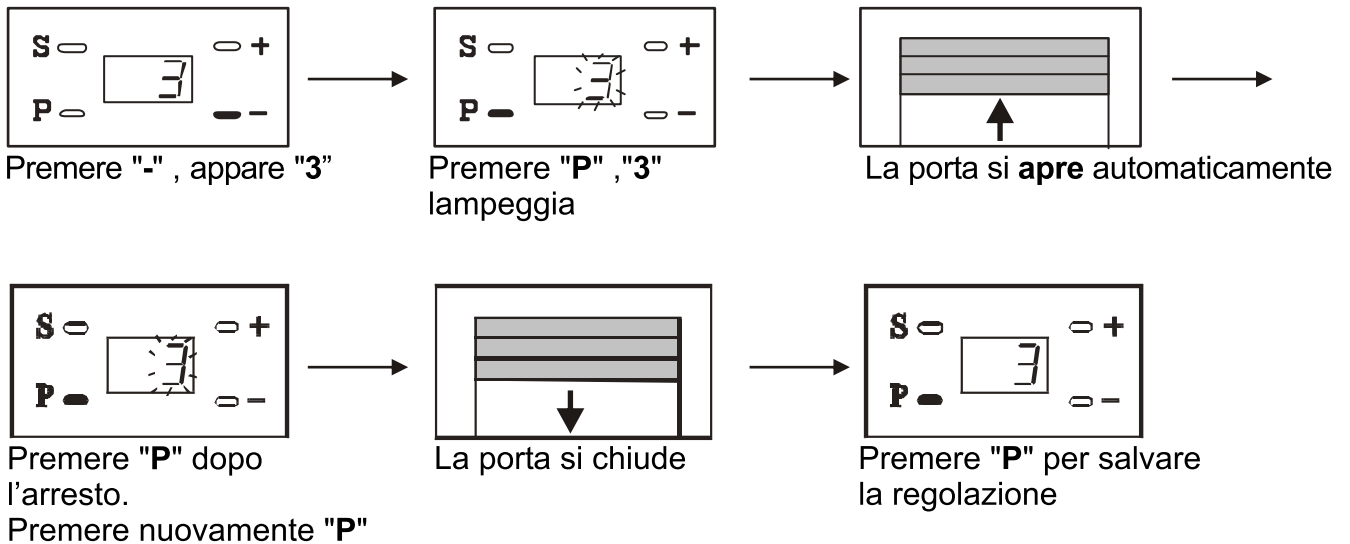 S +
3
P -
Premere "-" , appare "3”
S +
3
P -
Premere "P" ,"3"
lampeggia
La porta si apre automaticamente
S +
3
P -
Premere "P" dopo
l’arresto.
Premere nuovamente "P"
La porta si chiude
S +
3
P -
Premere "P" per salvare
la regolazione